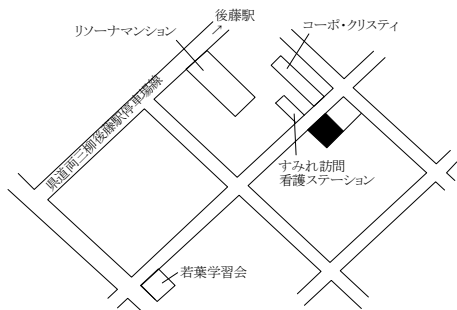 後藤駅
↗
リソーナマンション
コーポ・クリスティ
県道両三柳後藤駅停車場線
すみれ訪問
看護ステーション
若葉学習会